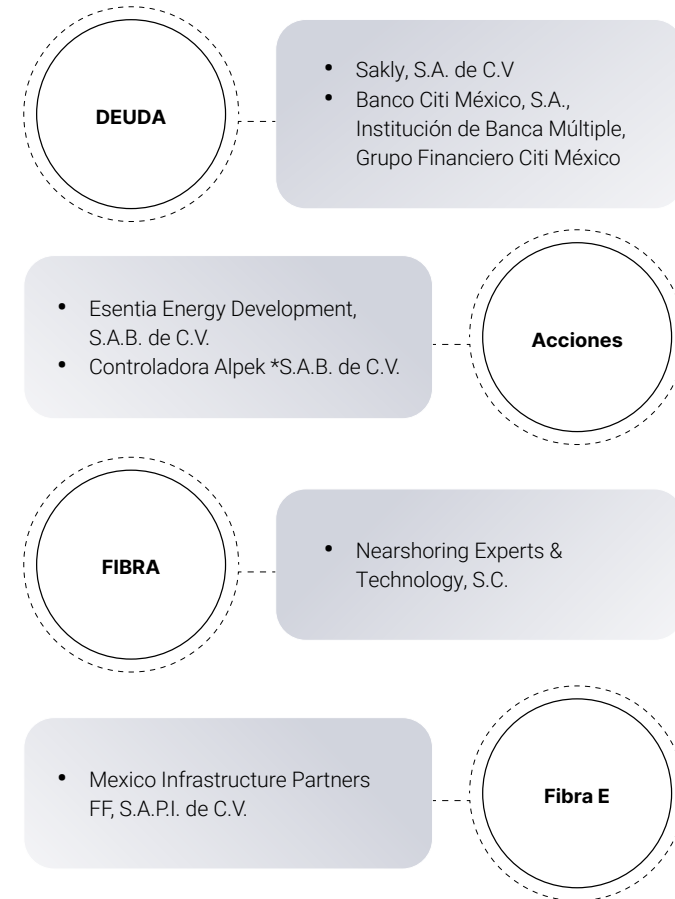 DEUDA
• Sakly, S.A. de C.V
• Banco Citi México, S.A.,
Institución de Banca Múltiple,
Grupo Financiero Citi México
• Esentia Energy Development,
S.A.B. de C.V.
• Controladora Alpek *S.A.B. de C.V.
Acciones
FIBRA
• Nearshoring Experts &
Technology, S.C.
• Mexico Infrastructure Partners
FF, S.A.P.I. de C.V.
Fibra E